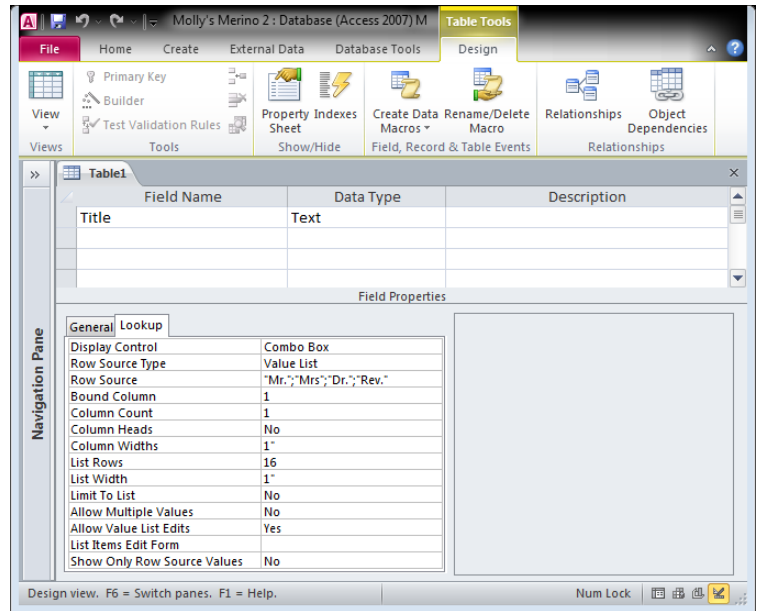 A Molly's Merino 2 : Database (Access 2007) M Table Tools
File Home Create External Data Database Tools Design
View
Primary Key
Builder
Test Validation Rules
Property Sheet
Indexes
Create Data Macros
Rename/Delete Macro
Relationships
Object Dependencies
Views Tools Show/Hide Field, Record & Table Events Relationships
» Table1 ×
Field Name Data Type Description
Title Text
Field Properties
Navigation Pane
General Lookup
Display Control Combo Box
Row Source Type Value List
Row Source "Mr.";"Mrs";"Dr.";"Rev."
Bound Column 1
Column Count 1
Column Heads No
Column Widths 1"
List Rows 16
List Width 1"
Limit To List No
Allow Multiple Values No
Allow Value List Edits Yes
List Items Edit Form
Show Only Row Source Values No
Design view. F6 = Switch panes. F1 = Help. Num Lock